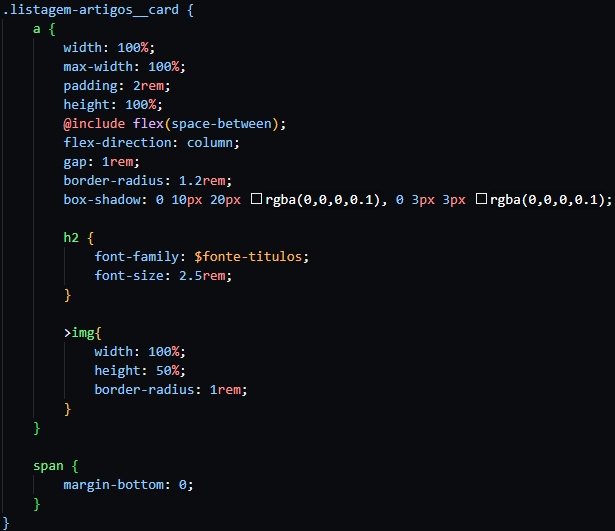 .listagem-artigos__card {
    a {
        width: 100%;
        max-width: 100%;
        padding: 2rem;
        height: 100%;
        @include flex(space-between);
        flex-direction: column;
        gap: 1rem;
        border-radius: 1.2rem;
        box-shadow: 0 10px 20px rgba(0,0,0,0.1), 0 3px 3px rgba(0,0,0,0.1);

        h2 {
            font-family: $fonte-titulos;
            font-size: 2.5rem;
        }

        >img{
            width: 100%;
            height: 50%;
            border-radius: 1rem;
        }
    }

    span {
        margin-bottom: 0;
    }
}